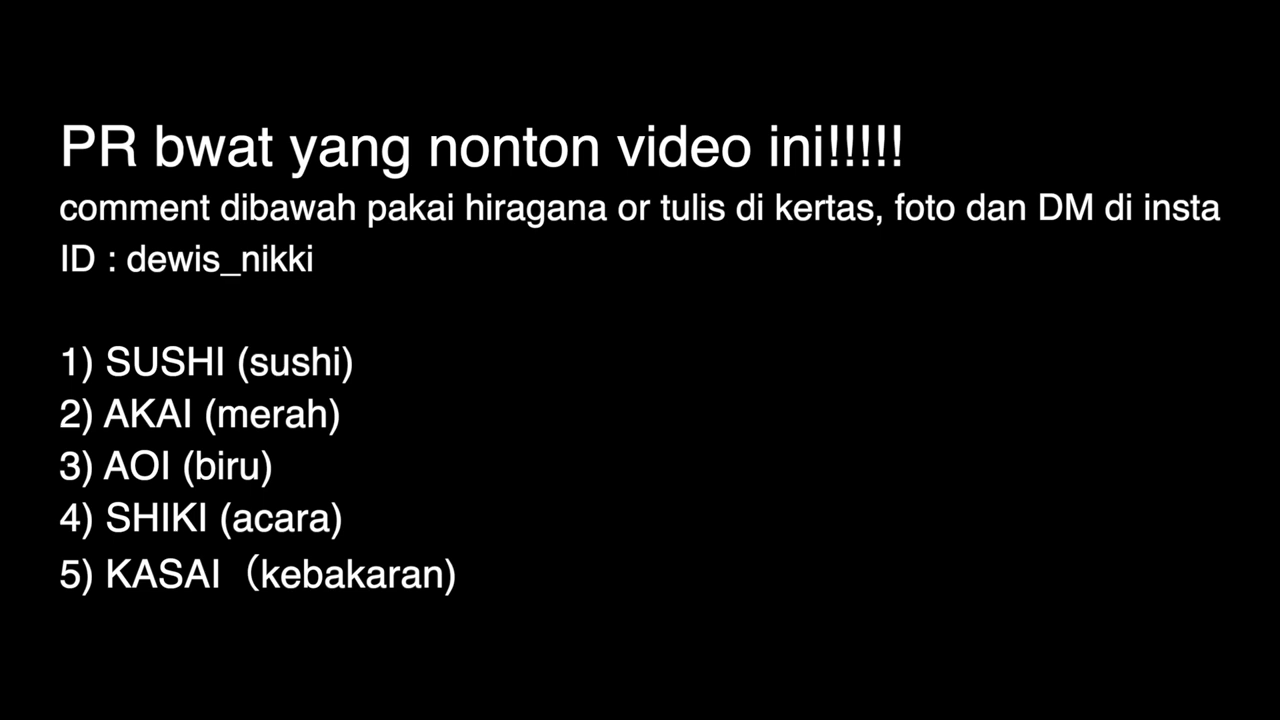 PR bwat yang nonton video ini!!!!!
comment dibawah pakai hiragana or tulis di kertas, foto dan DM di insta
ID : dewis_nikki
1) SUSHI (sushi)
2) AKAI (merah)
3) AOI (biru)
4) SHIKI (acara)
5) KASAI（kebakaran)